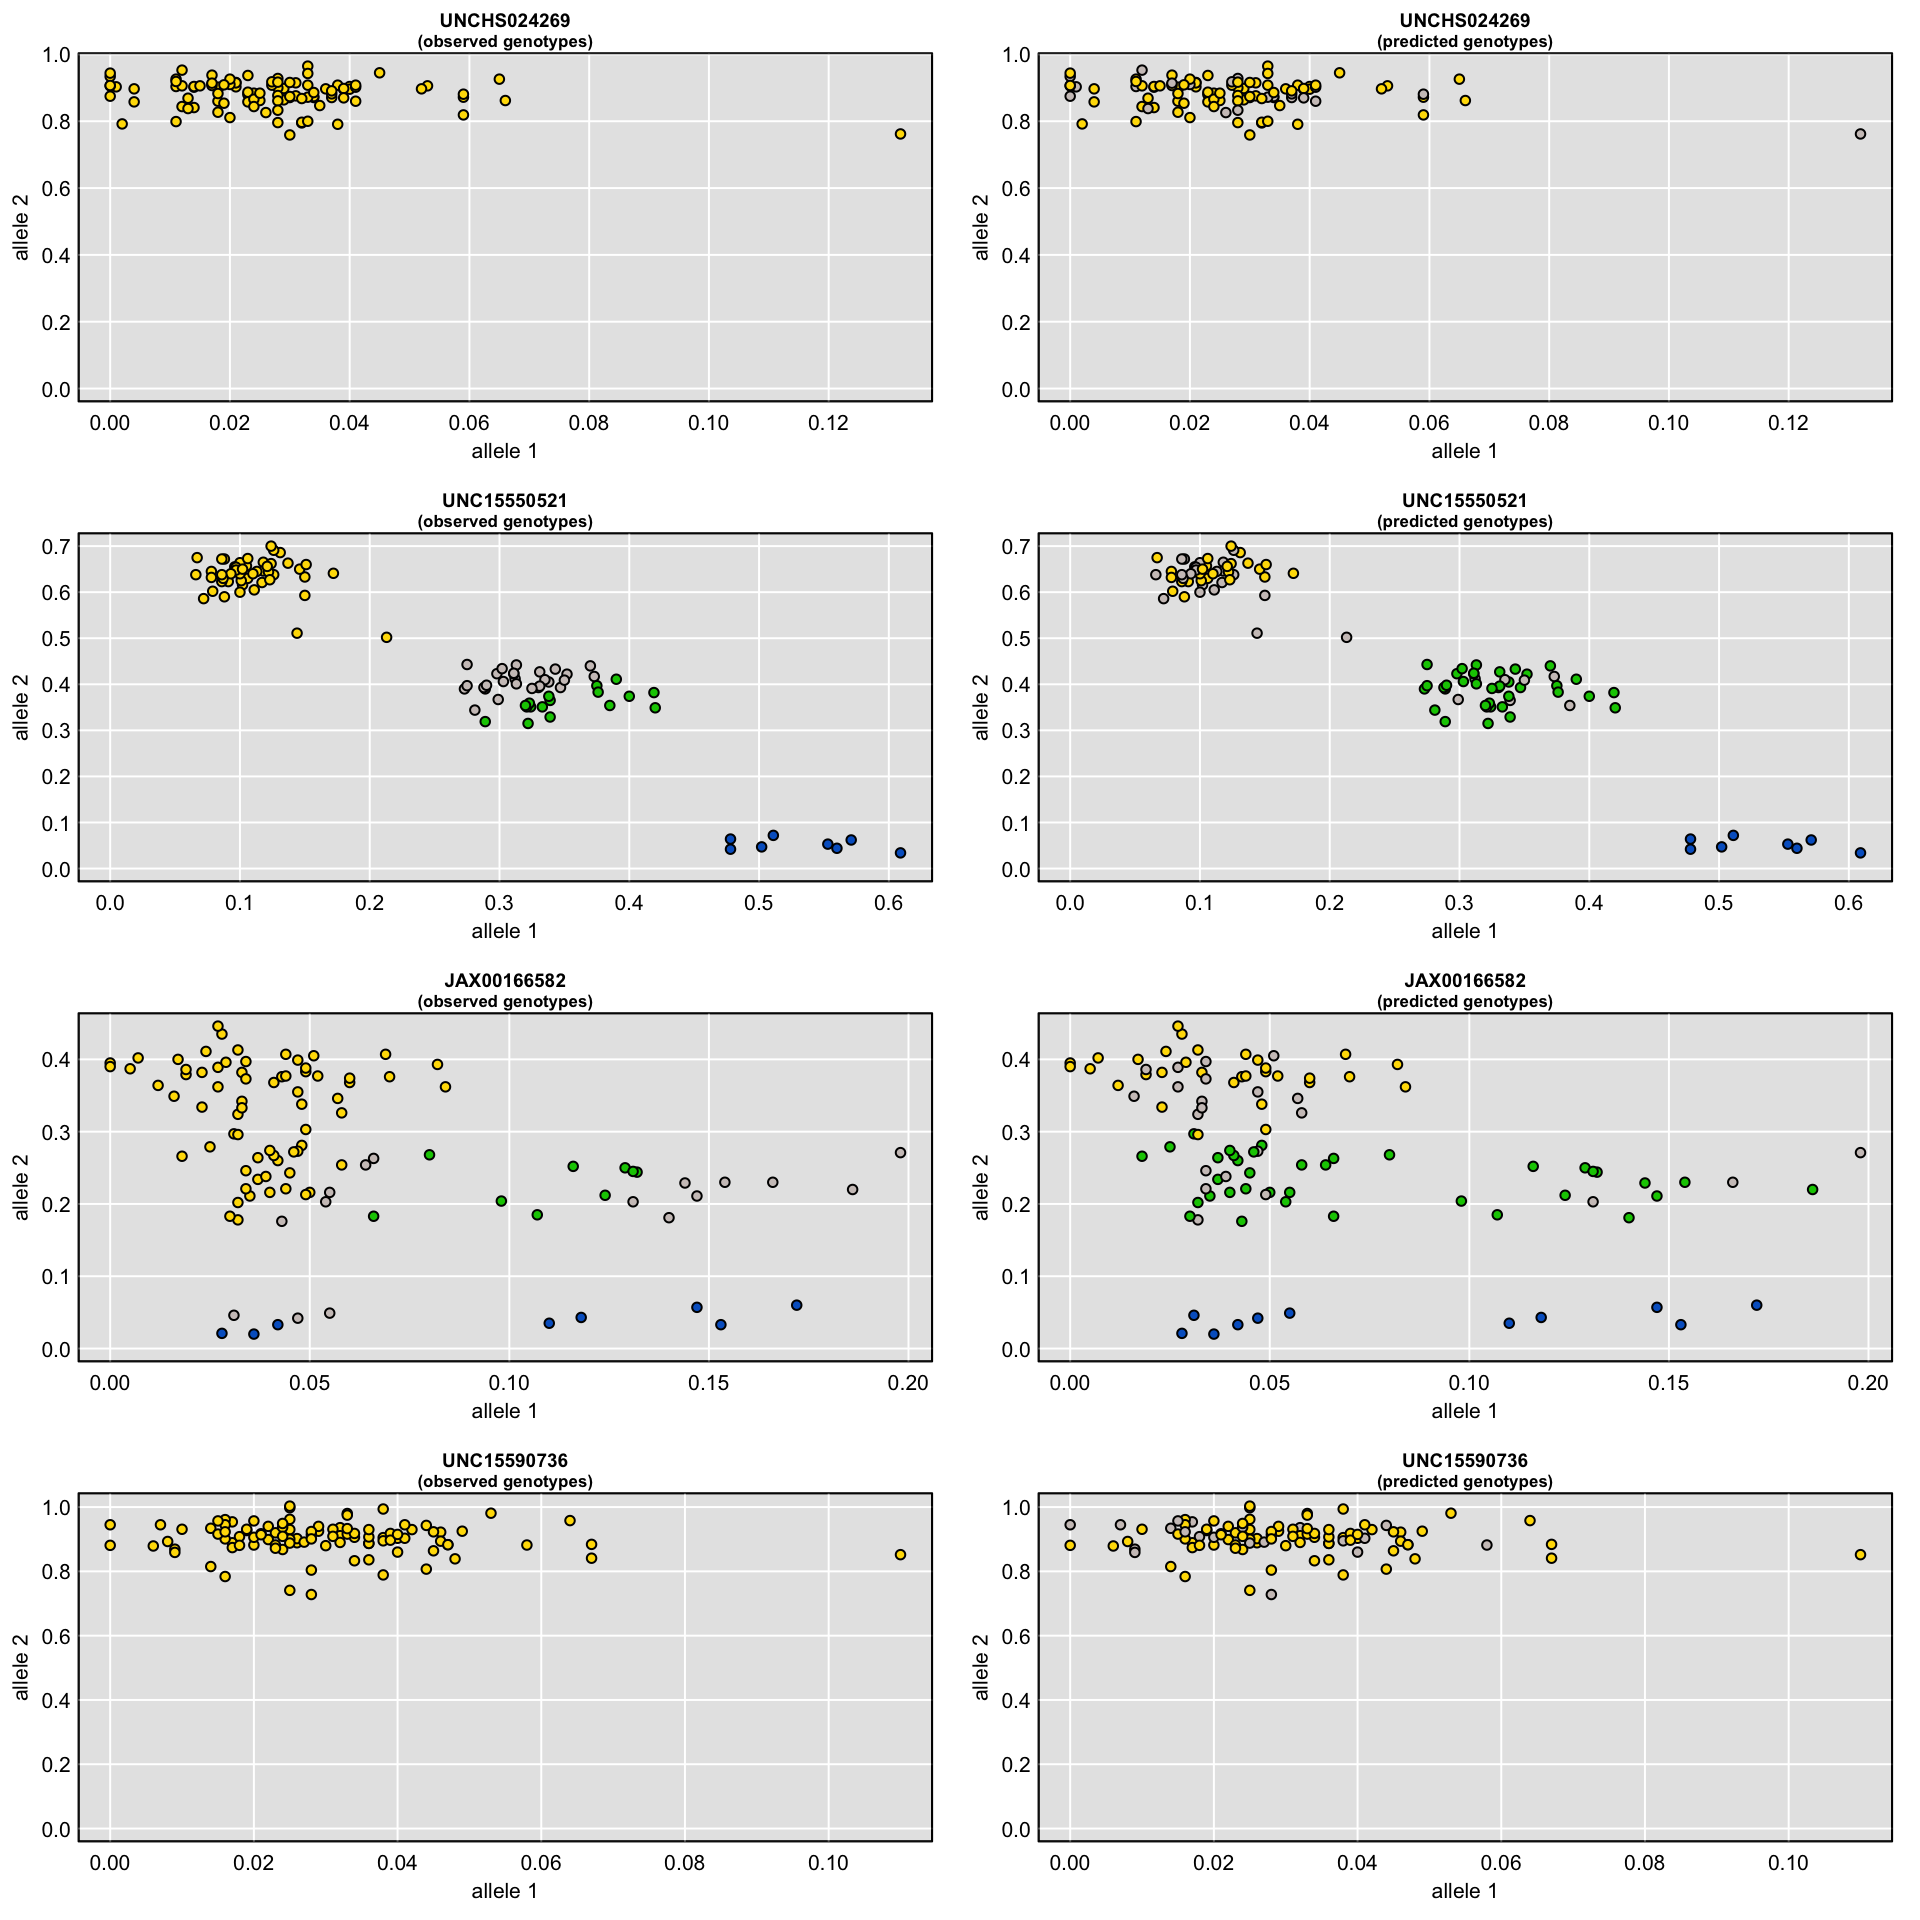 UNCHS024269
(observed genotypes)
1.0
0.8
0.6
0.4
0.2
0.0
allele 2
0.00 0.02 0.04 0.06 0.08 0.10 0.12
allele 1
UNCHS024269
(predicted genotypes)
1.0
0.8
0.6
0.4
0.2
0.0
allele 2
0.00 0.02 0.04 0.06 0.08 0.10 0.12
allele 1
UNC15550521
(observed genotypes)
0.7
0.6
0.5
0.4
0.3
0.2
0.1
0.0
allele 2
0.0 0.1 0.2 0.3 0.4 0.5 0.6
allele 1
UNC15550521
(predicted genotypes)
0.7
0.6
0.5
0.4
0.3
0.2
0.1
0.0
allele 2
0.0 0.1 0.2 0.3 0.4 0.5 0.6
allele 1
JAX00166582
(observed genotypes)
0.4
0.3
0.2
0.1
0.0
allele 2
0.00 0.05 0.10 0.15 0.20
allele 1
JAX00166582
(predicted genotypes)
0.4
0.3
0.2
0.1
0.0
allele 2
0.00 0.05 0.10 0.15 0.20
allele 1
UNC15590736
(observed genotypes)
1.0
0.8
0.6
0.4
0.2
0.0
allele 2
0.00 0.02 0.04 0.06 0.08 0.10
allele 1
UNC15590736
(predicted genotypes)
1.0
0.8
0.6
0.4
0.2
0.0
allele 2
0.00 0.02 0.04 0.06 0.08 0.10
allele 1